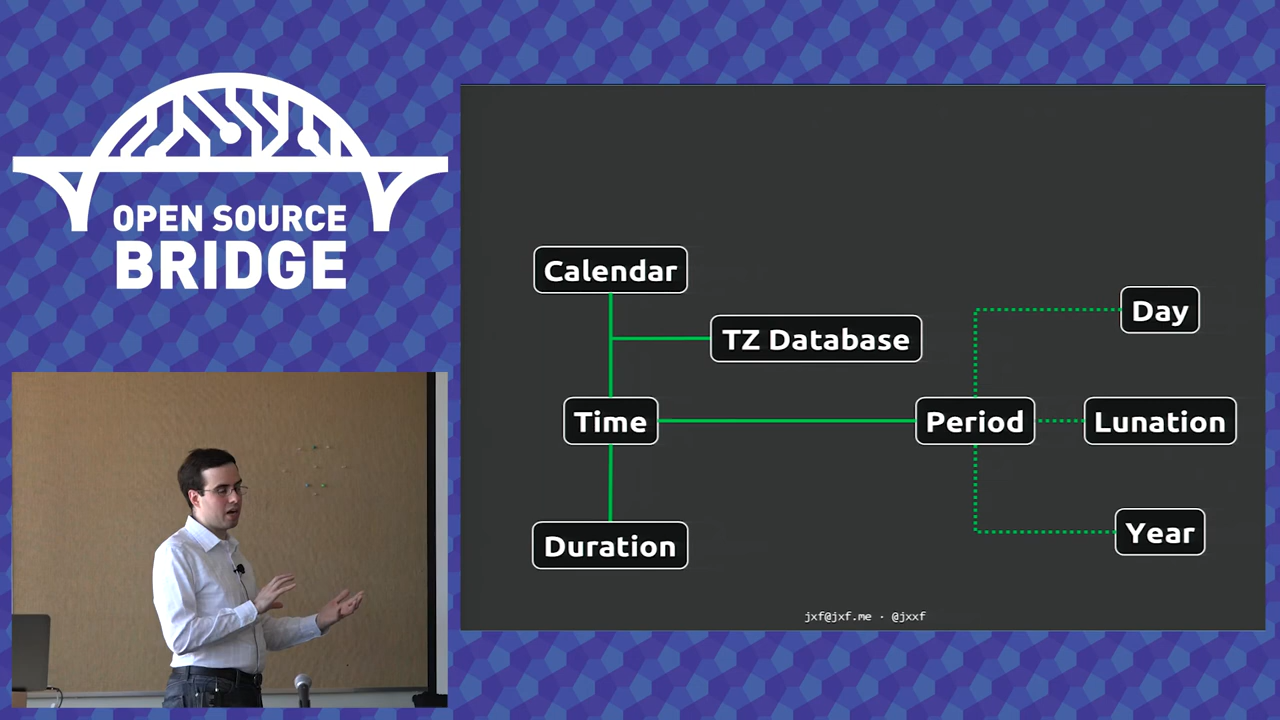 OPEN SOURCE
BRIDGE
Calendar
Day
TZ Database
Time
Period
Lunation
Year
Duration
jxf@jxf.me · @jxxf